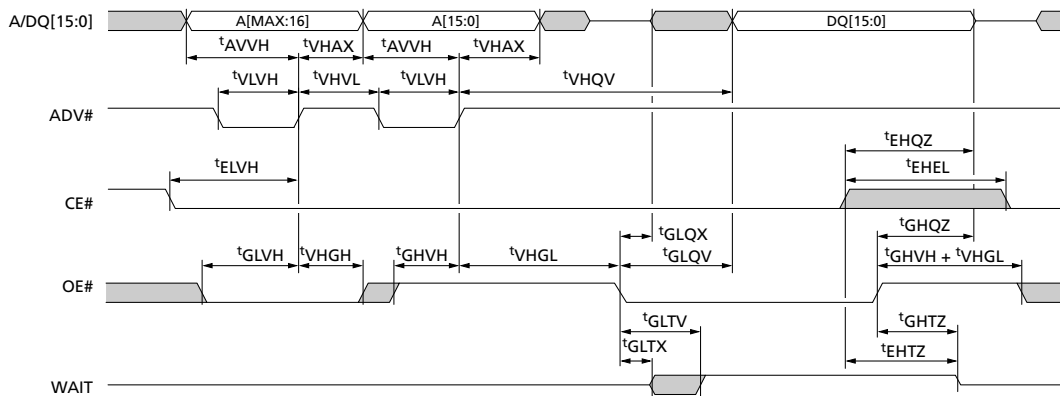 A/DQ[15:0] A[MAX:16] A[15:0] DQ[15:0]
tAVVH tVHAX tAVVH tVHAX
tVLVH tVHVL tVLVH tVHQV
ADV#
tEHQZ
tELVH tEHEL
CE#
tGHQZ
tGLQX
tGLVH tVHGH tGHVH tVHGL tGLQV tGHVH + tVHGL
OE#
tGLTV tGHTZ
tGLTX tEHTZ
WAIT